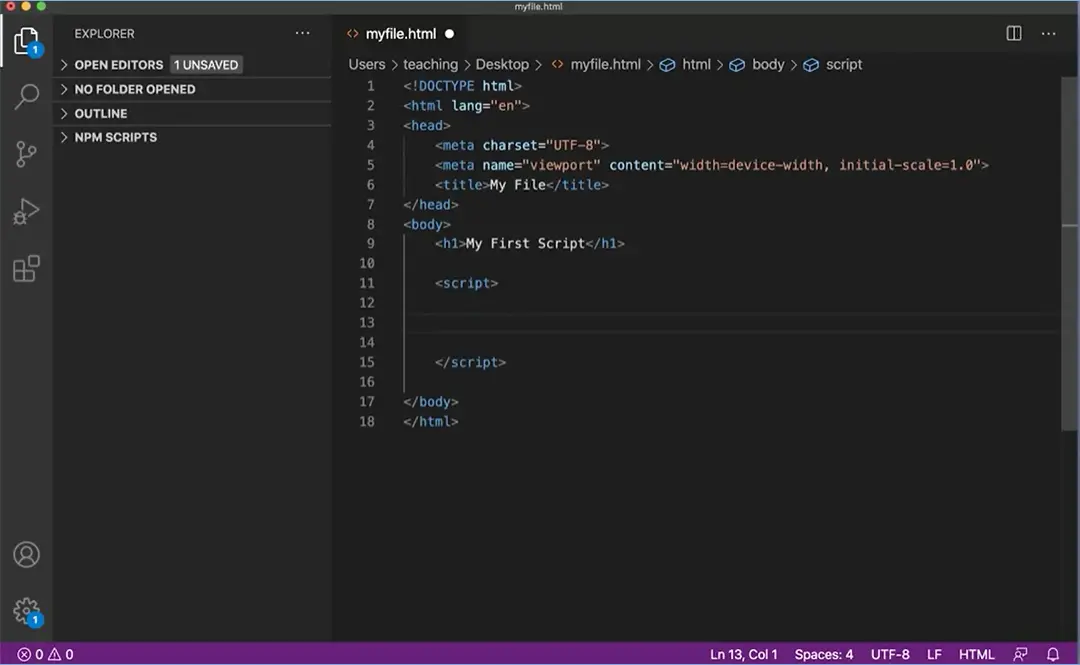 myfile.html
EXPLORER ···
OPEN EDITORS 1 UNSAVED
NO FOLDER OPENED
OUTLINE
NPM SCRIPTS
1
1
<> myfile.html ●
Users > teaching > Desktop > <> myfile.html > html > body > script
1 <!DOCTYPE html>
2 <html lang="en">
3 <head>
4 <meta charset="UTF-8">
5 <meta name="viewport" content="width=device-width, initial-scale=1.0">
6 <title>My File</title>
7 </head>
8 <body>
9 <h1>My First Script</h1>
10
11 <script>
12
13
14
15 </script>
16
17 </body>
18 </html>
0 0 Ln 13, Col 1 Spaces: 4 UTF-8 LF HTML